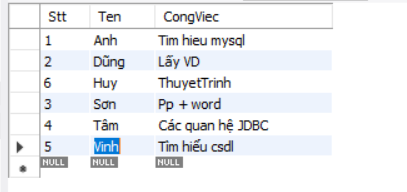 Stt Ten CongViec
1 Anh Tim hieu mysql
2 Dũng Lấy VD
6 Huy ThuyetTrinh
3 Sơn Pp + word
4 Tâm Các quan hệ JDBC
5 Vinh Tìm hiểu csdl
NULL NULL NULL